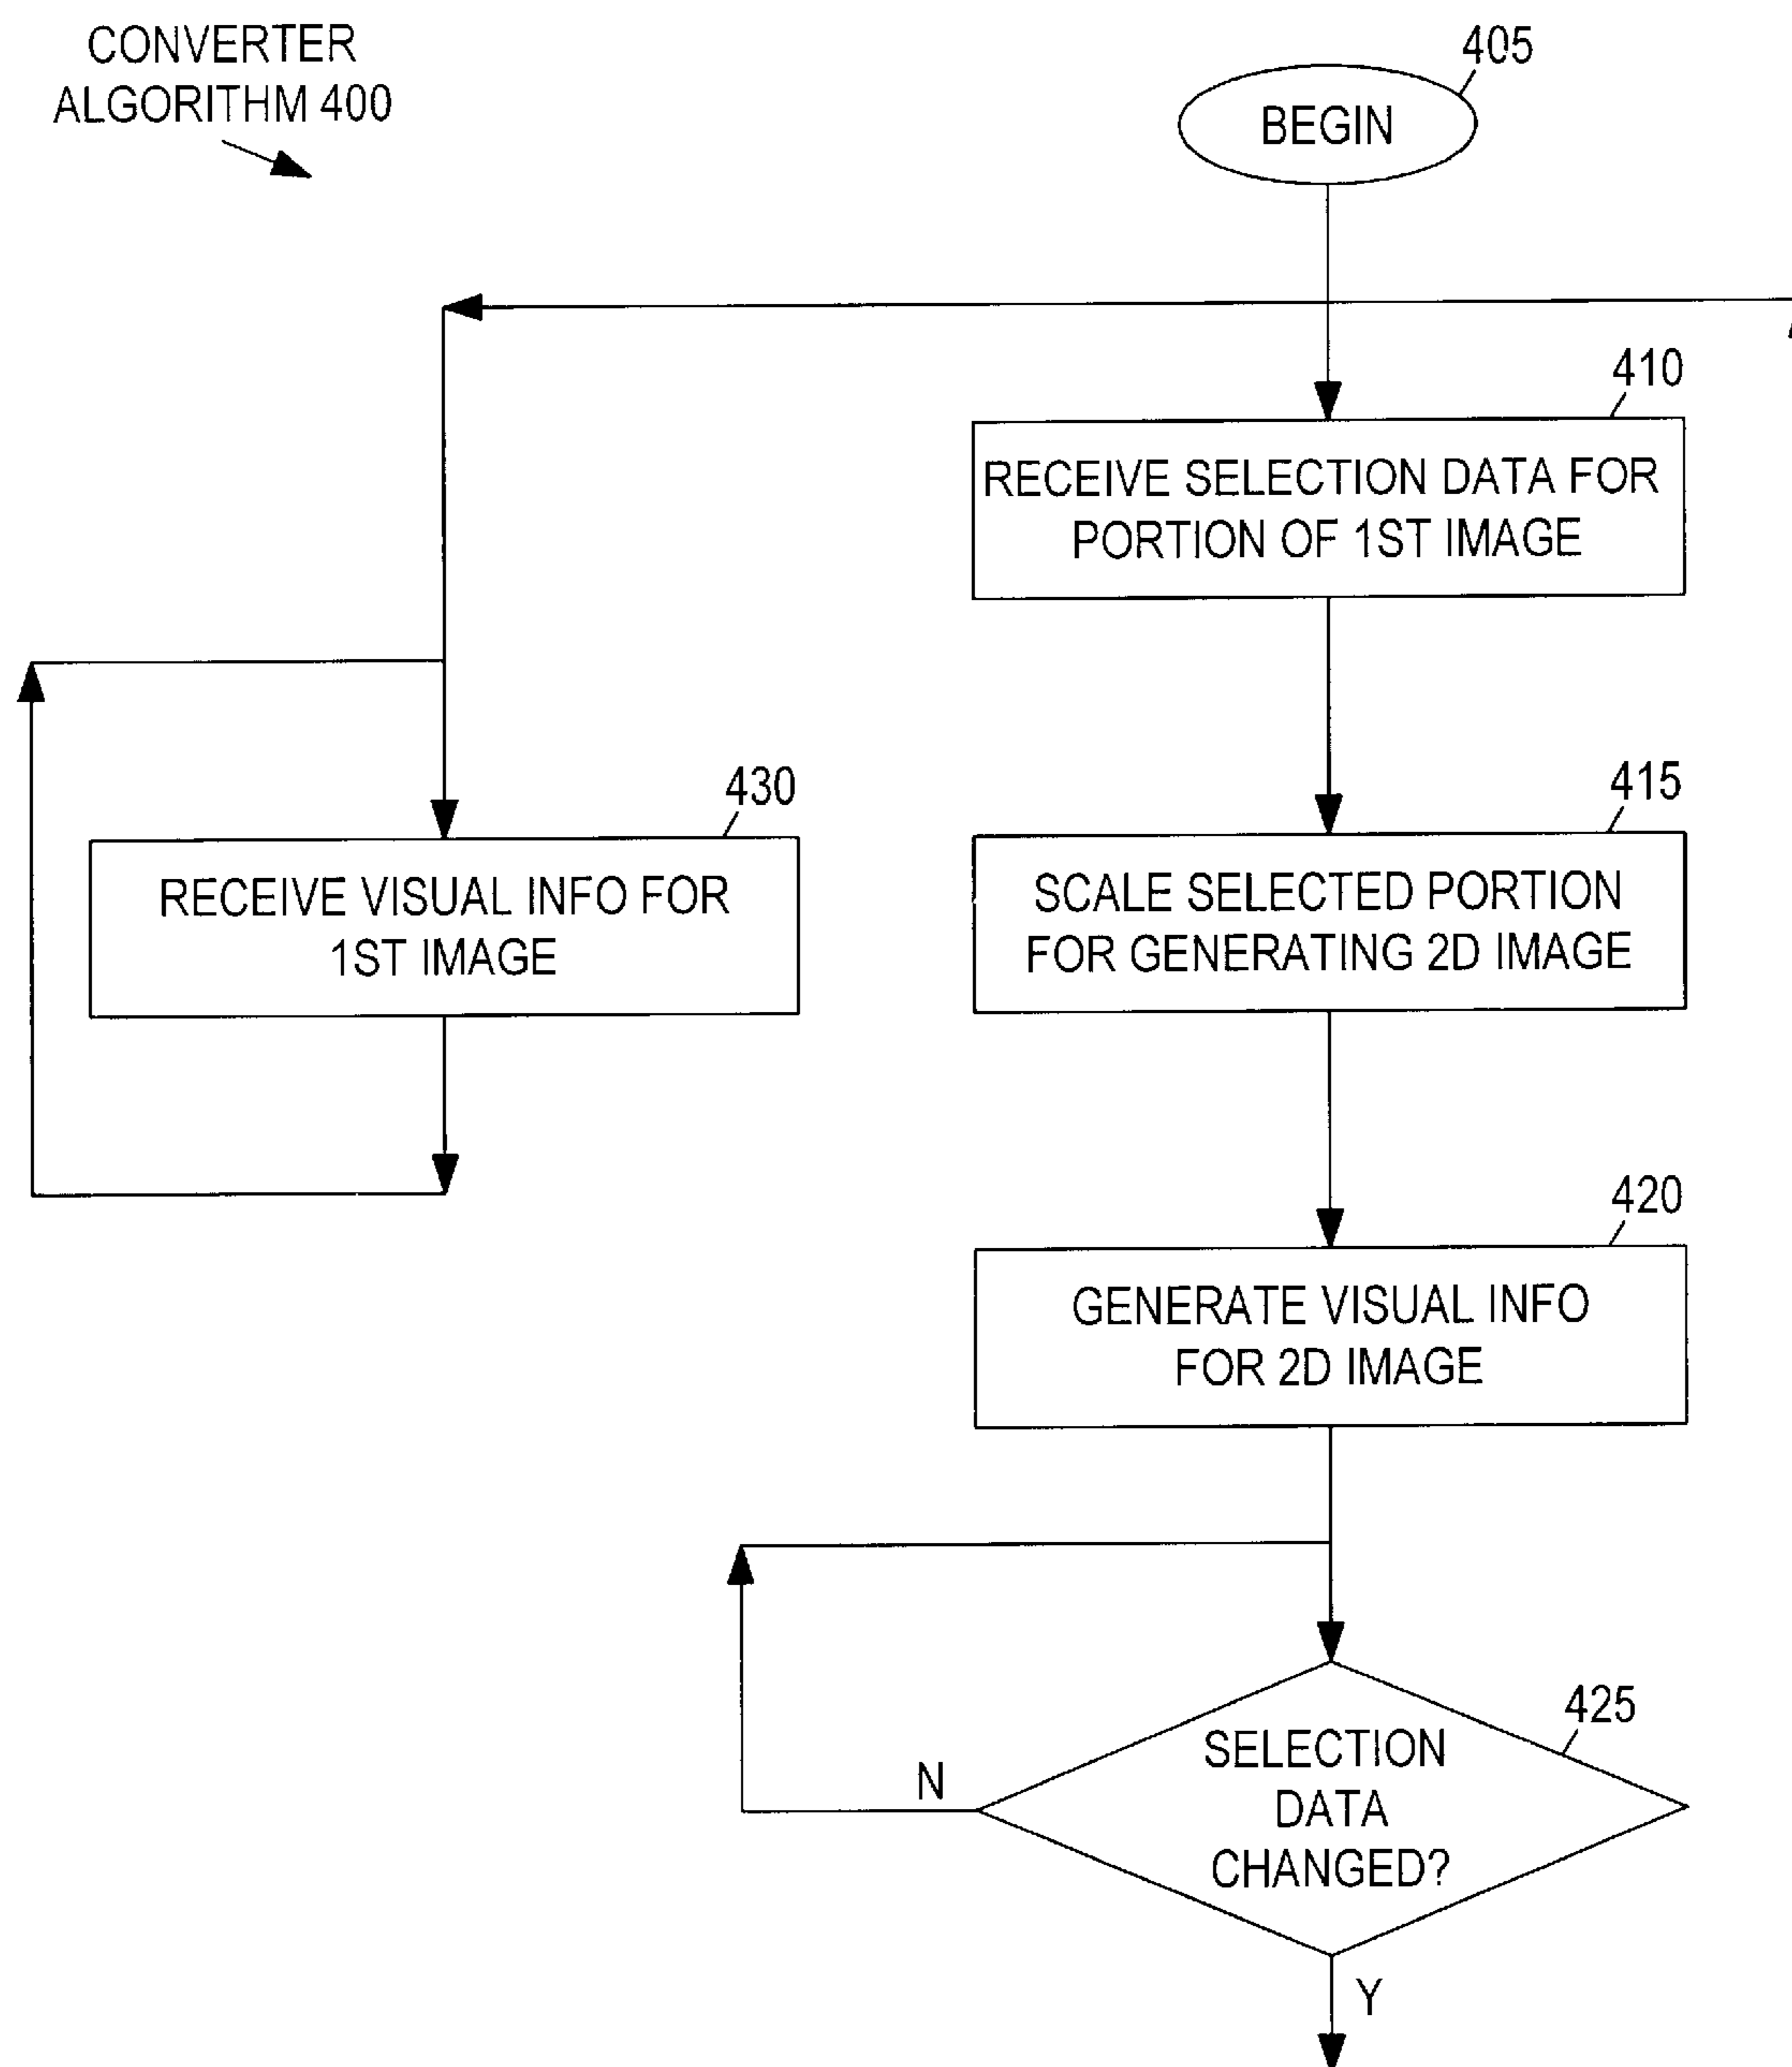 CONVERTER
ALGORITHM 400
405
BEGIN
410
RECEIVE SELECTION DATA FOR
PORTION OF 1ST IMAGE
430
RECEIVE VISUAL INFO FOR
1ST IMAGE
415
SCALE SELECTED PORTION
FOR GENERATING 2D IMAGE
420
GENERATE VISUAL INFO
FOR 2D IMAGE
425
SELECTION
DATA
CHANGED?
N
Y